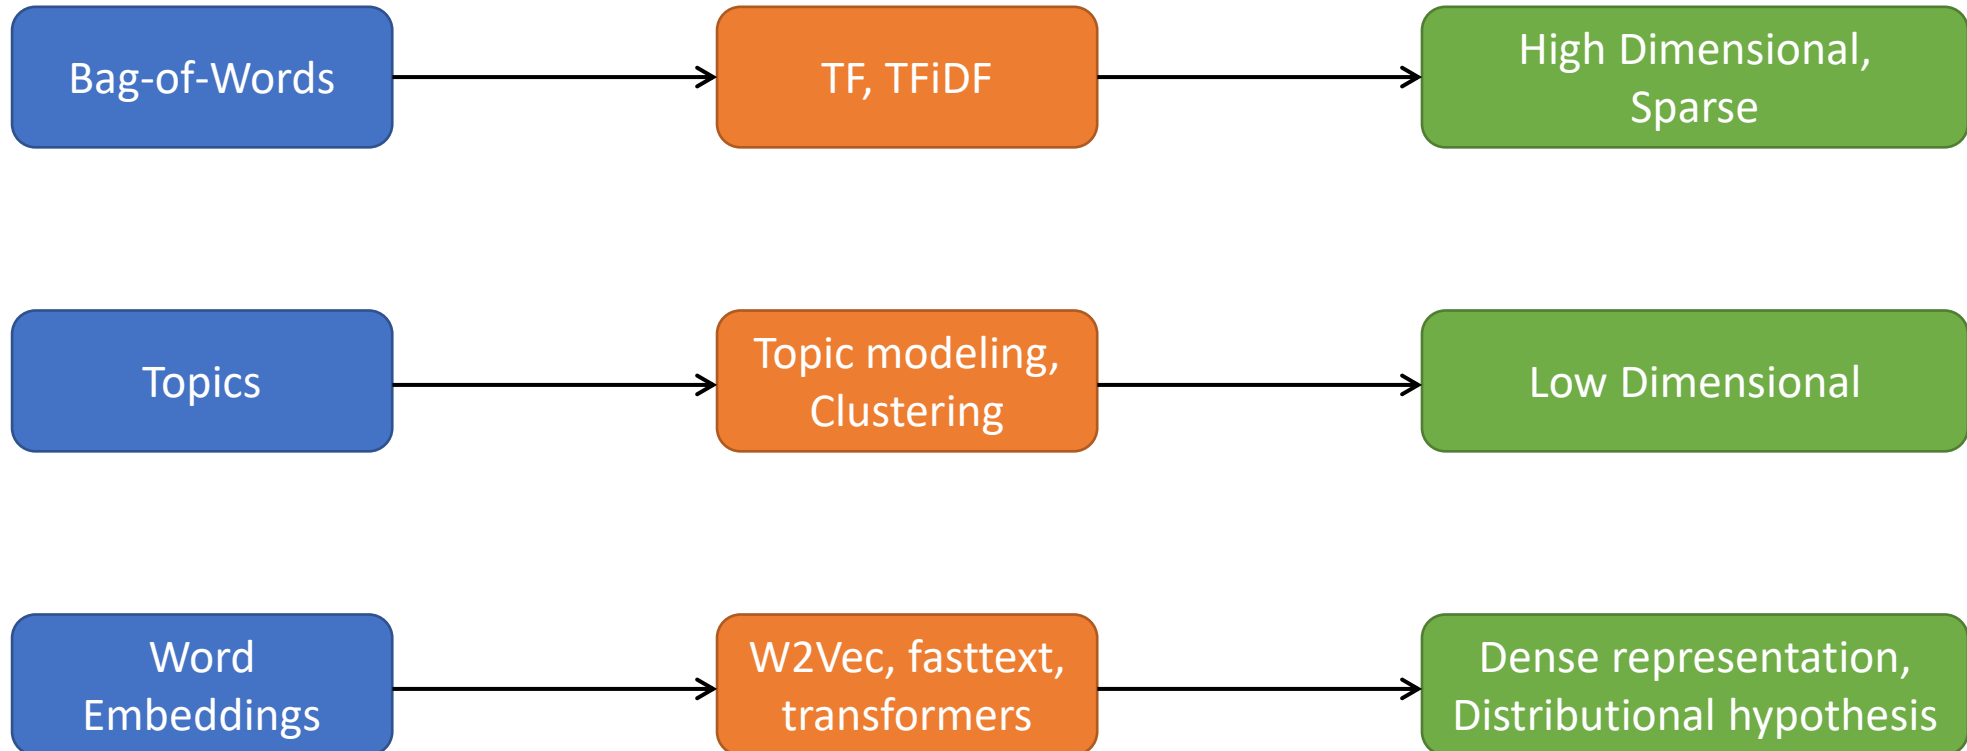 Bag-of-Words
TF, TFiDF
High Dimensional,
Sparse
Topics
Topic modeling,
Clustering
Low Dimensional
Word
Embeddings
W2Vec, fasttext,
transformers
Dense representation,
Distributional hypothesis